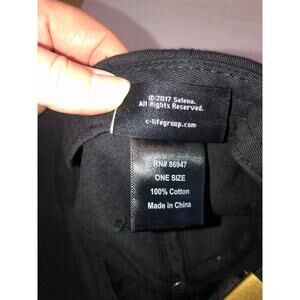 ©2017 Selena.
All Rights Reserved.
c-lifegroup.com
RN# 86947
ONE SIZE
100% Cotton
Made in China